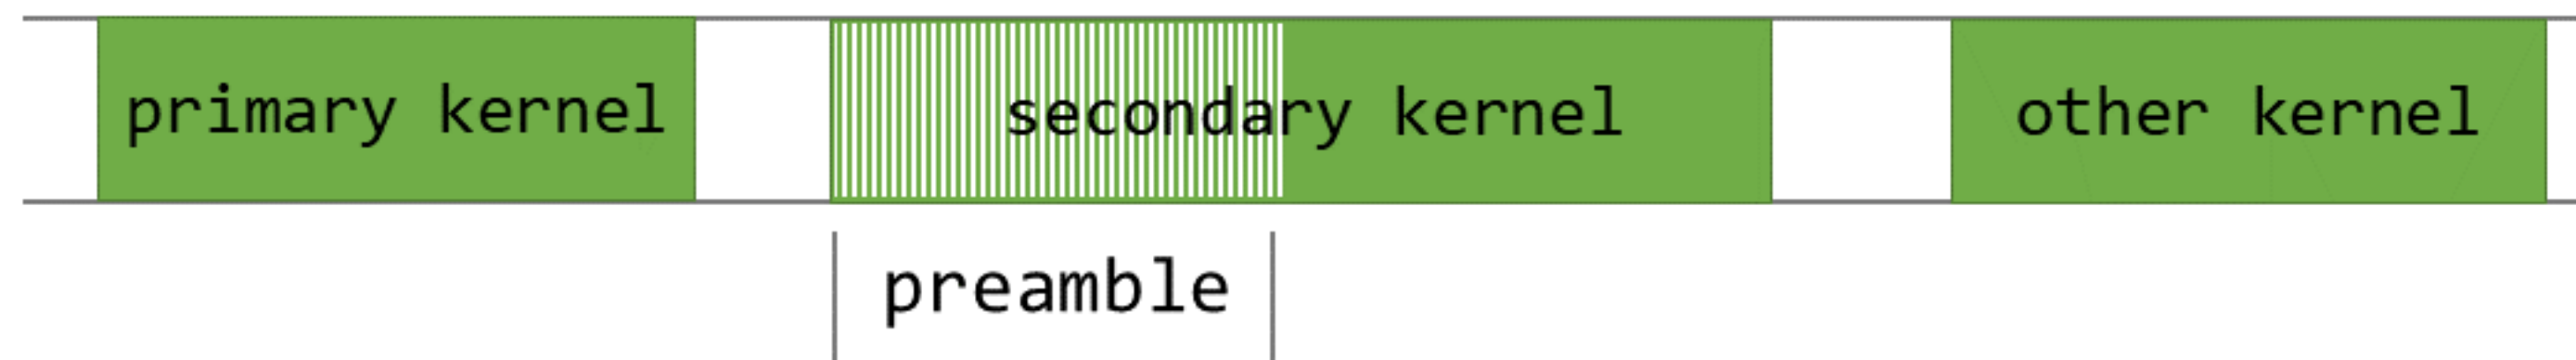 primary kernel
secondary kernel
other kernel
preamble